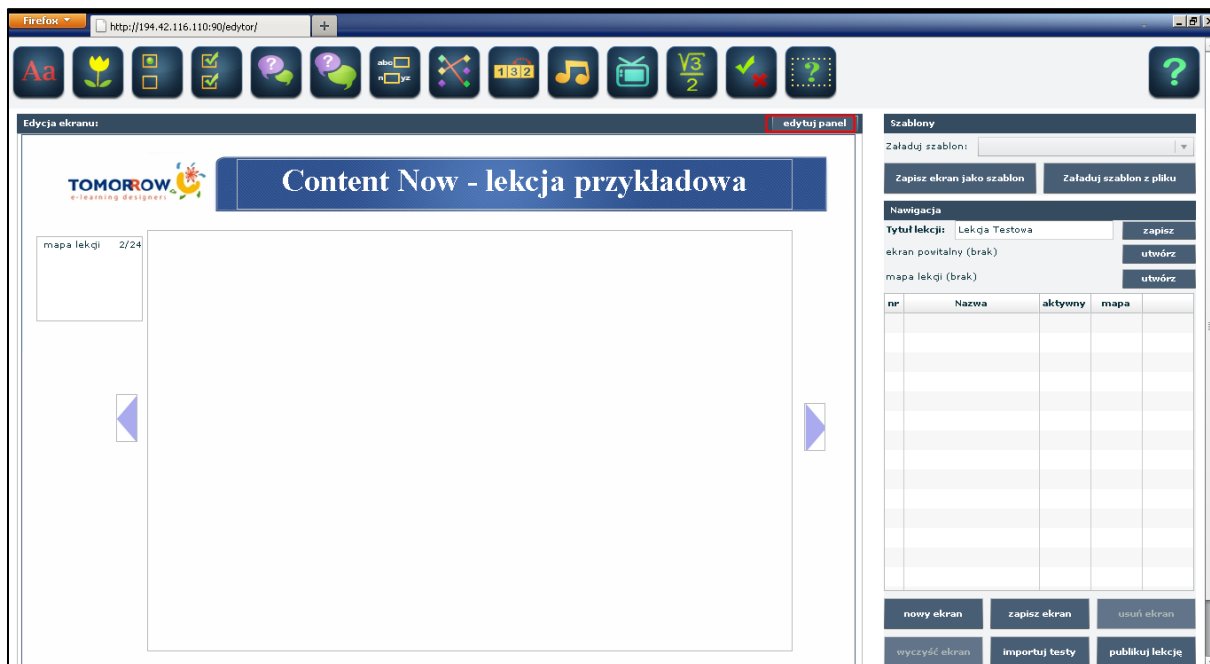 Firefox
http://194.42.116.110:90/edytor/
+
Aa
abc
n yz
1 3 2
√3
2
?
?
Edycja ekranu:
edytuj panel
TOMORROW
e-learning designers
Content Now - lekcja przykładowa
mapa lekcji 2/24
Szablony
Załaduj szablon:
Zapisz ekran jako szablon
Załaduj szablon z pliku
Nawigacja
Tytuł lekcji: Lekcja Testowa zapisz
ekran powitalny (brak) utwórz
mapa lekcji (brak) utwórz
nr Nazwa aktywny mapa
nowy ekran zapisz ekran usuń ekran
wyczyść ekran importuj testy publikuj lekcję